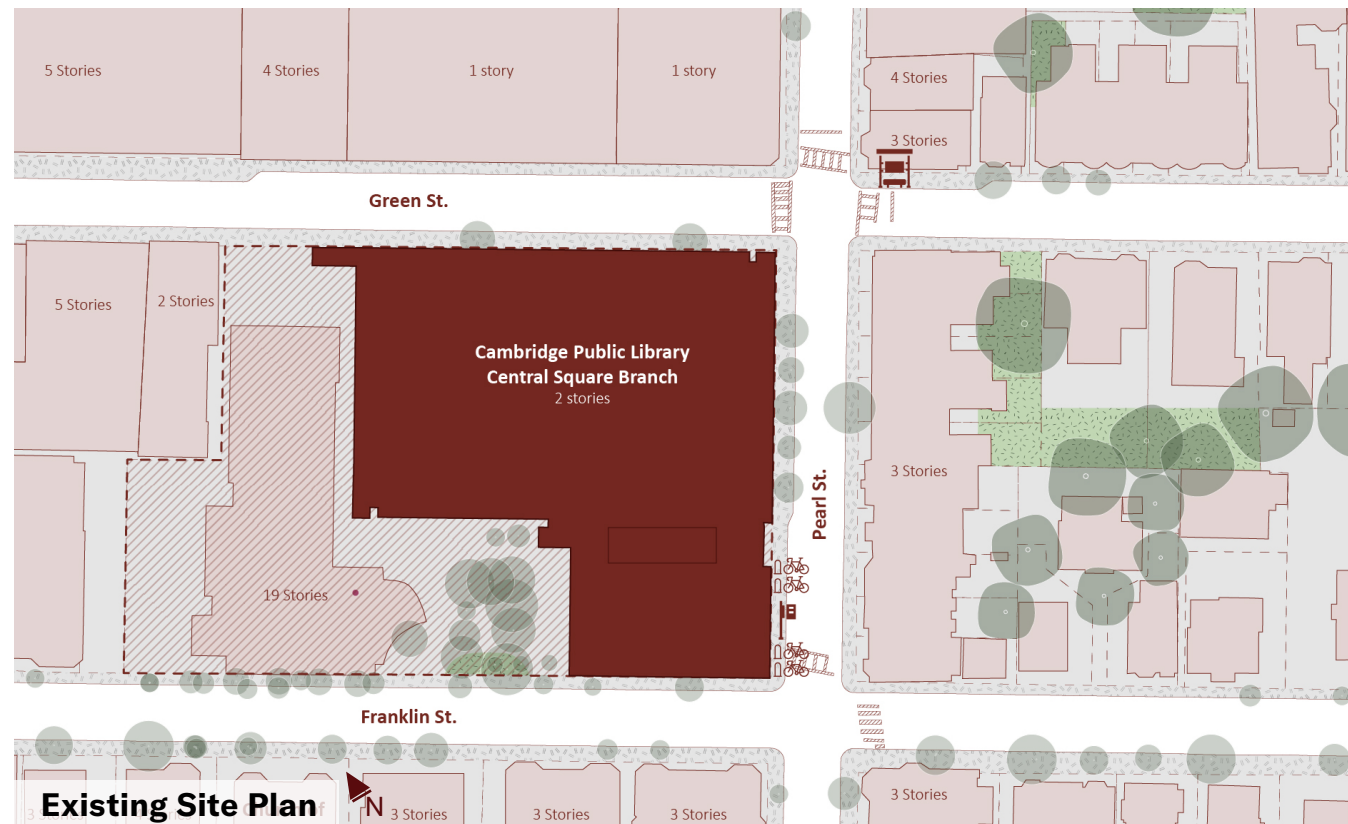 5 Stories
4 Stories
1 story
1 story
4 Stories
3 Stories
Green St.
5 Stories
2 Stories
Cambridge Public Library
Central Square Branch
2 stories
Pearl St.
3 Stories
19 Stories
Franklin St.
3 Stories
Existing Site Plan
N
3 Stories
3 Stories
3 Stories